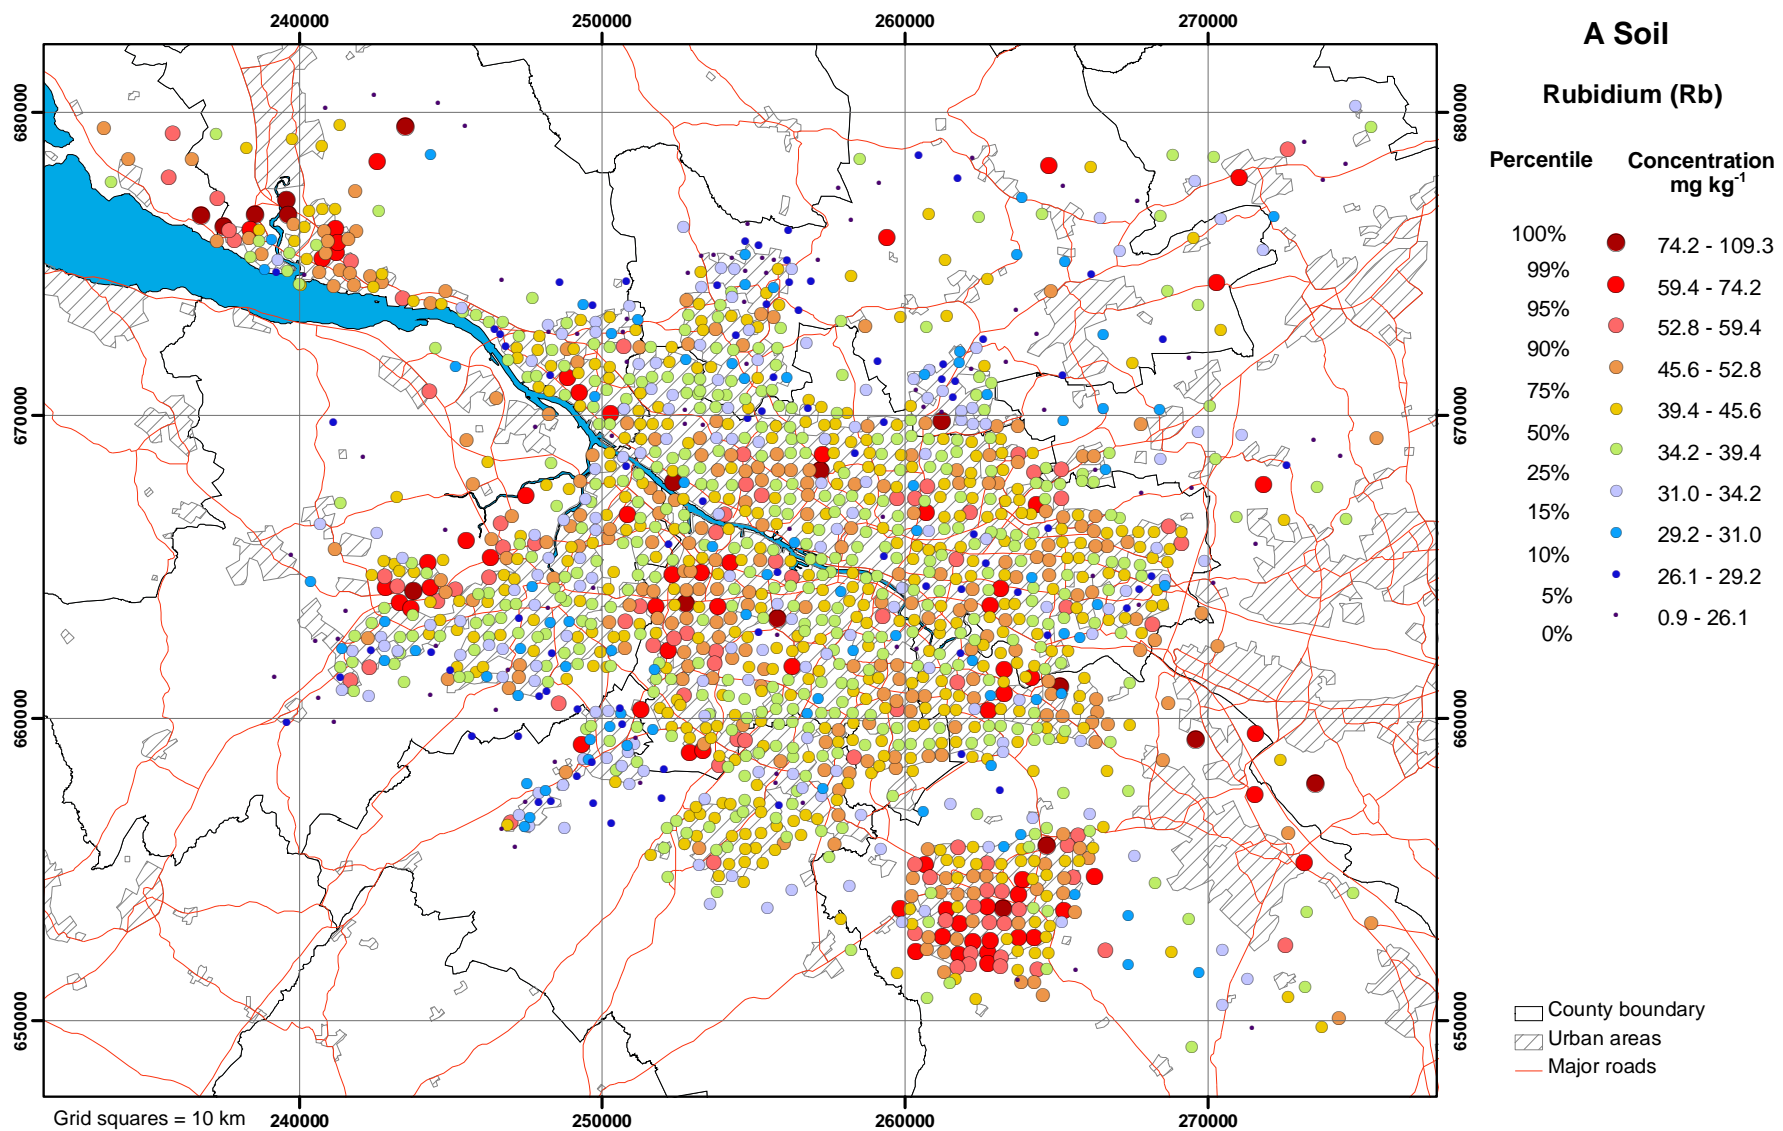 240000
250000
260000
270000
A Soil
Rubidium (Rb)
Percentile
Concentration
mg kg-1
100%
99%
95%
90%
75%
50%
25%
15%
10%
5%
0%
74.2 - 109.3
59.4 - 74.2
52.8 - 59.4
45.6 - 52.8
39.4 - 45.6
34.2 - 39.4
31.0 - 34.2
29.2 - 31.0
26.1 - 29.2
0.9 - 26.1
680000
680000
670000
670000
660000
660000
650000
650000
County boundary
Urban areas
Major roads
Grid squares = 10 km
240000
250000
260000
270000